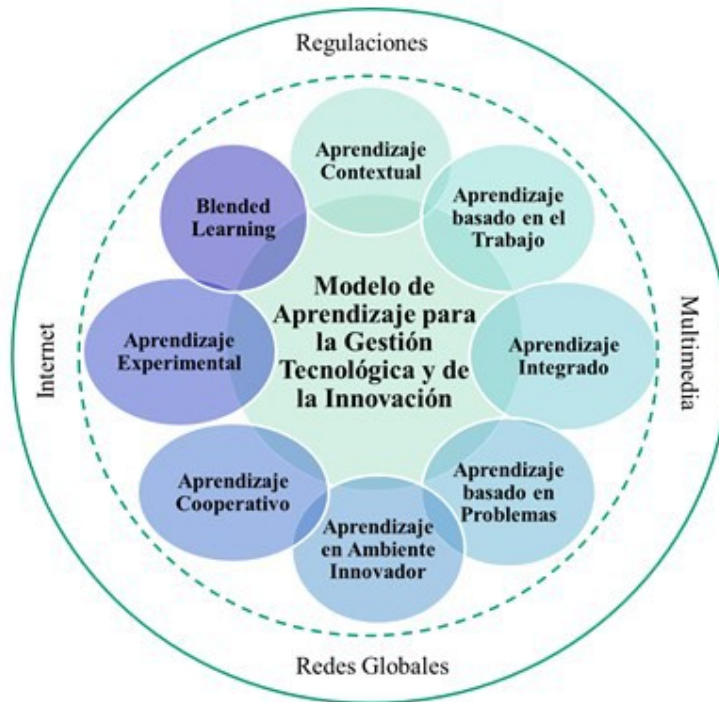 Regulaciones
Aprendizaje
Contextual
Aprendizaje
basado en el
Trabajo
Aprendizaje
Integrado
Aprendizaje
basado en
Problemas
Aprendizaje
en Ambiente
Innovador
Aprendizaje
Cooperativo
Aprendizaje
Experimental
Blended
Learning
Modelo de
Aprendizaje para
la Gestión
Tecnológica y de
la Innovación
Internet
Multimedia
Redes Globales